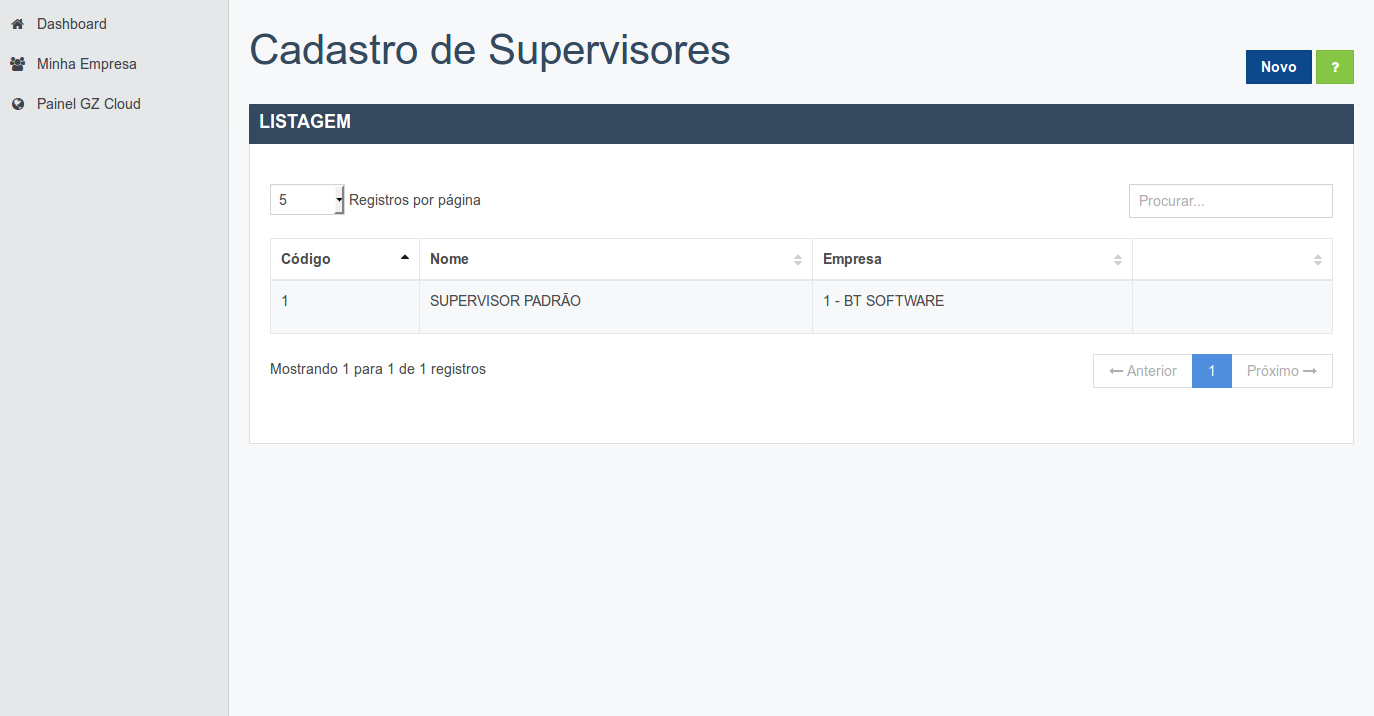 Dashboard
Minha Empresa
Painel GZ Cloud
Cadastro de Supervisores
Novo ?
LISTAGEM
5 Registros por página
Procurar...
Código Nome Empresa
1 SUPERVISOR PADRÃO 1 - BT SOFTWARE
Mostrando 1 para 1 de 1 registros
← Anterior 1 Próximo →